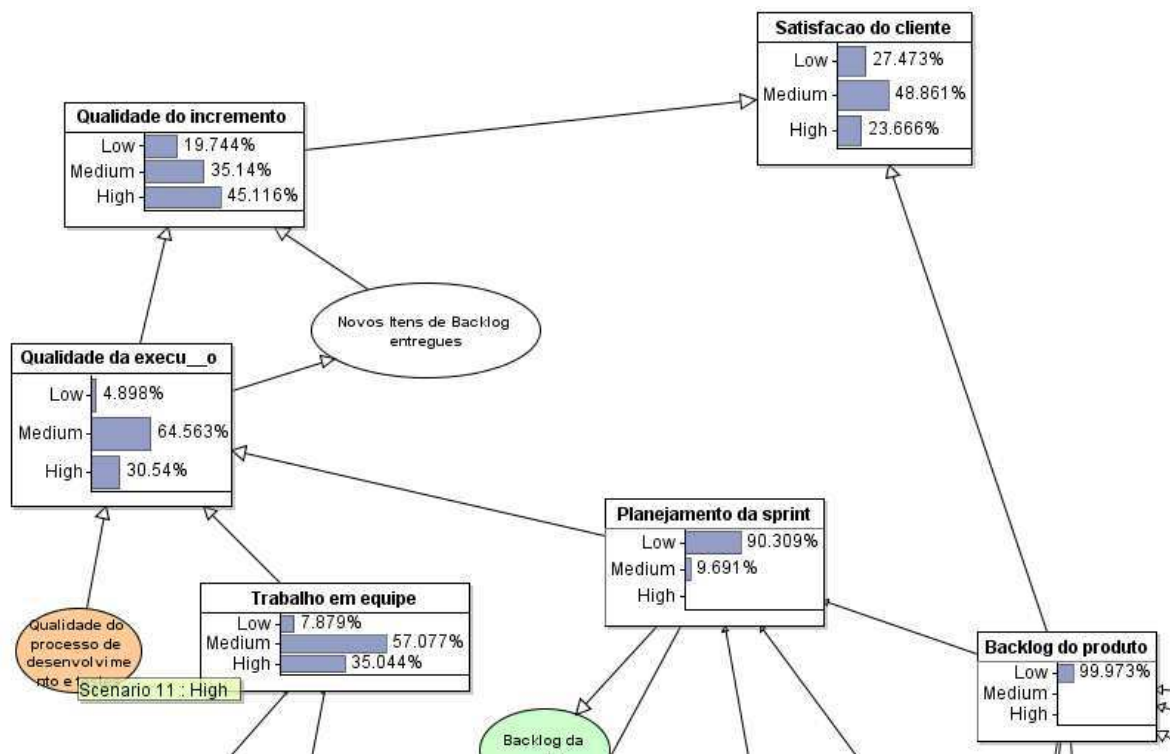 Satisfacao do cliente
Low
27.473%
Medium
48.861%
High
23.666%
Qualidade do incremento
Low
19.744%
Medium
35.14%
High
45.116%
Novos Itens de Backlog
entregues
Qualidade da execu__o
Low
4.898%
Medium
64.563%
High
30.54%
Planejamento da sprint
Low
90.309%
Medium
9.691%
High
Trabalho em equipe
Low
7.879%
Medium
57.077%
High
35.044%
Qualidade do
processo de
desenvolvime
nto e
Scenario 11 : High
Backlog do produto
Low
99.973%
Medium
High
Backlog da